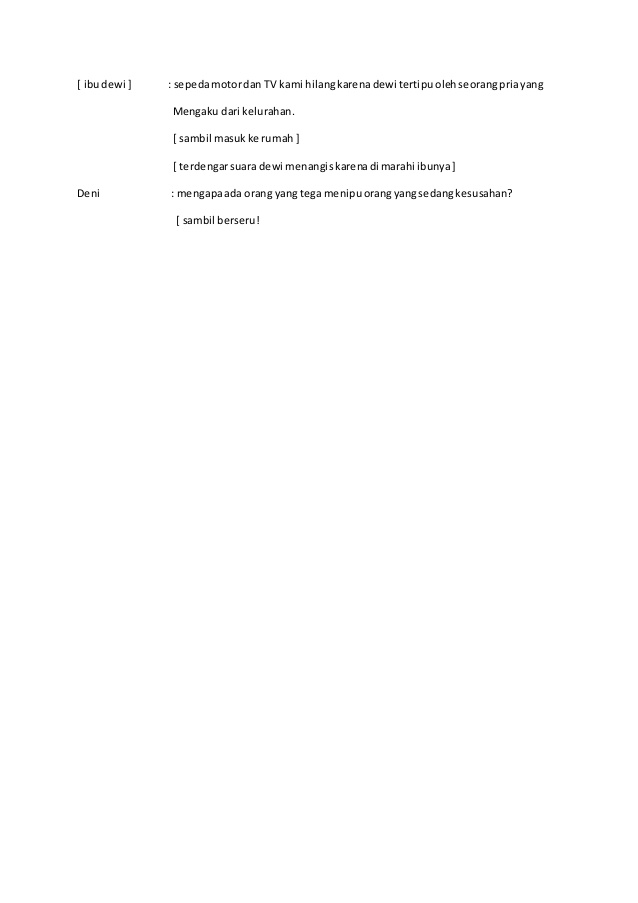 [ ibu dewi ] : sepeda motor dan TV kami hilang karena dewi tertipu oleh seorang pria yang
Mengaku dari kelurahan.
[ sambil masuk ke rumah ]
[ terdengar suara dewi menangis karena di marahi ibunya ]
Deni : mengapa ada orang yang tega menipu orang yang sedang kesusahan?
[ sambil berseru!